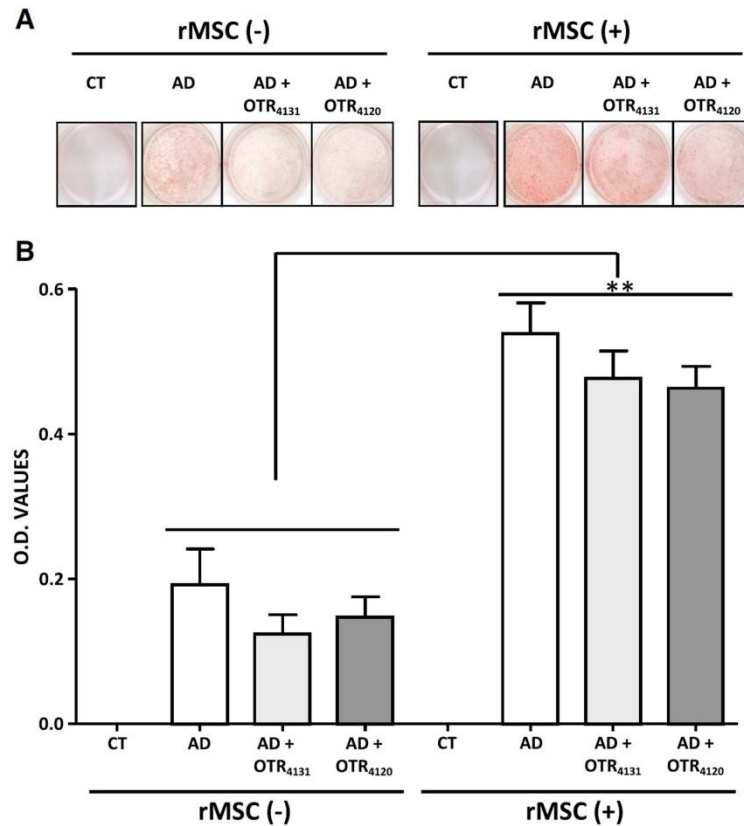 A
rMSC (-)
rMSC (+)
CT
AD
AD +
OTR4131
AD +
OTR4120
CT
AD
AD +
OTR4131
AD +
OTR4120
B
**
0.6
0.4
0.2
0.0
O.D. VALUES
CT
AD
AD +
OTR4131
AD +
OTR4120
CT
AD
AD +
OTR4131
AD +
OTR4120
rMSC (-)
rMSC (+)